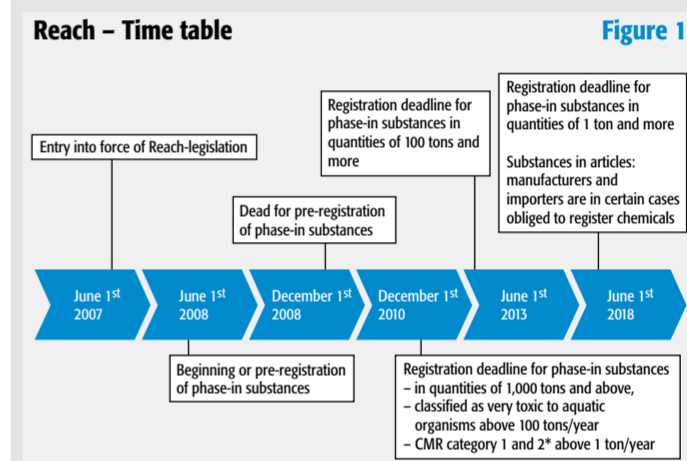 Reach – Time table
Figure 1
Entry into force of Reach-legislation
Dead for pre-registration
of phase-in substances
Registration deadline for
phase-in substances in
quantities of 100 tons and
more
Registration deadline for
phase-in substances in
quantities of 1 ton and more
Substances in articles:
manufacturers and
importers are in certain cases
obliged to register chemicals
June 1st
2007
June 1st
2008
December 1st
2008
December 1st
2010
June 1st
2013
June 1st
2018
Beginning or pre-registration
of phase-in substances
Registration deadline for phase-in substances
– in quantities of 1,000 tons and above,
– classified as very toxic to aquatic
organisms above 100 tons/year
– CMR category 1 and 2* above 1 ton/year